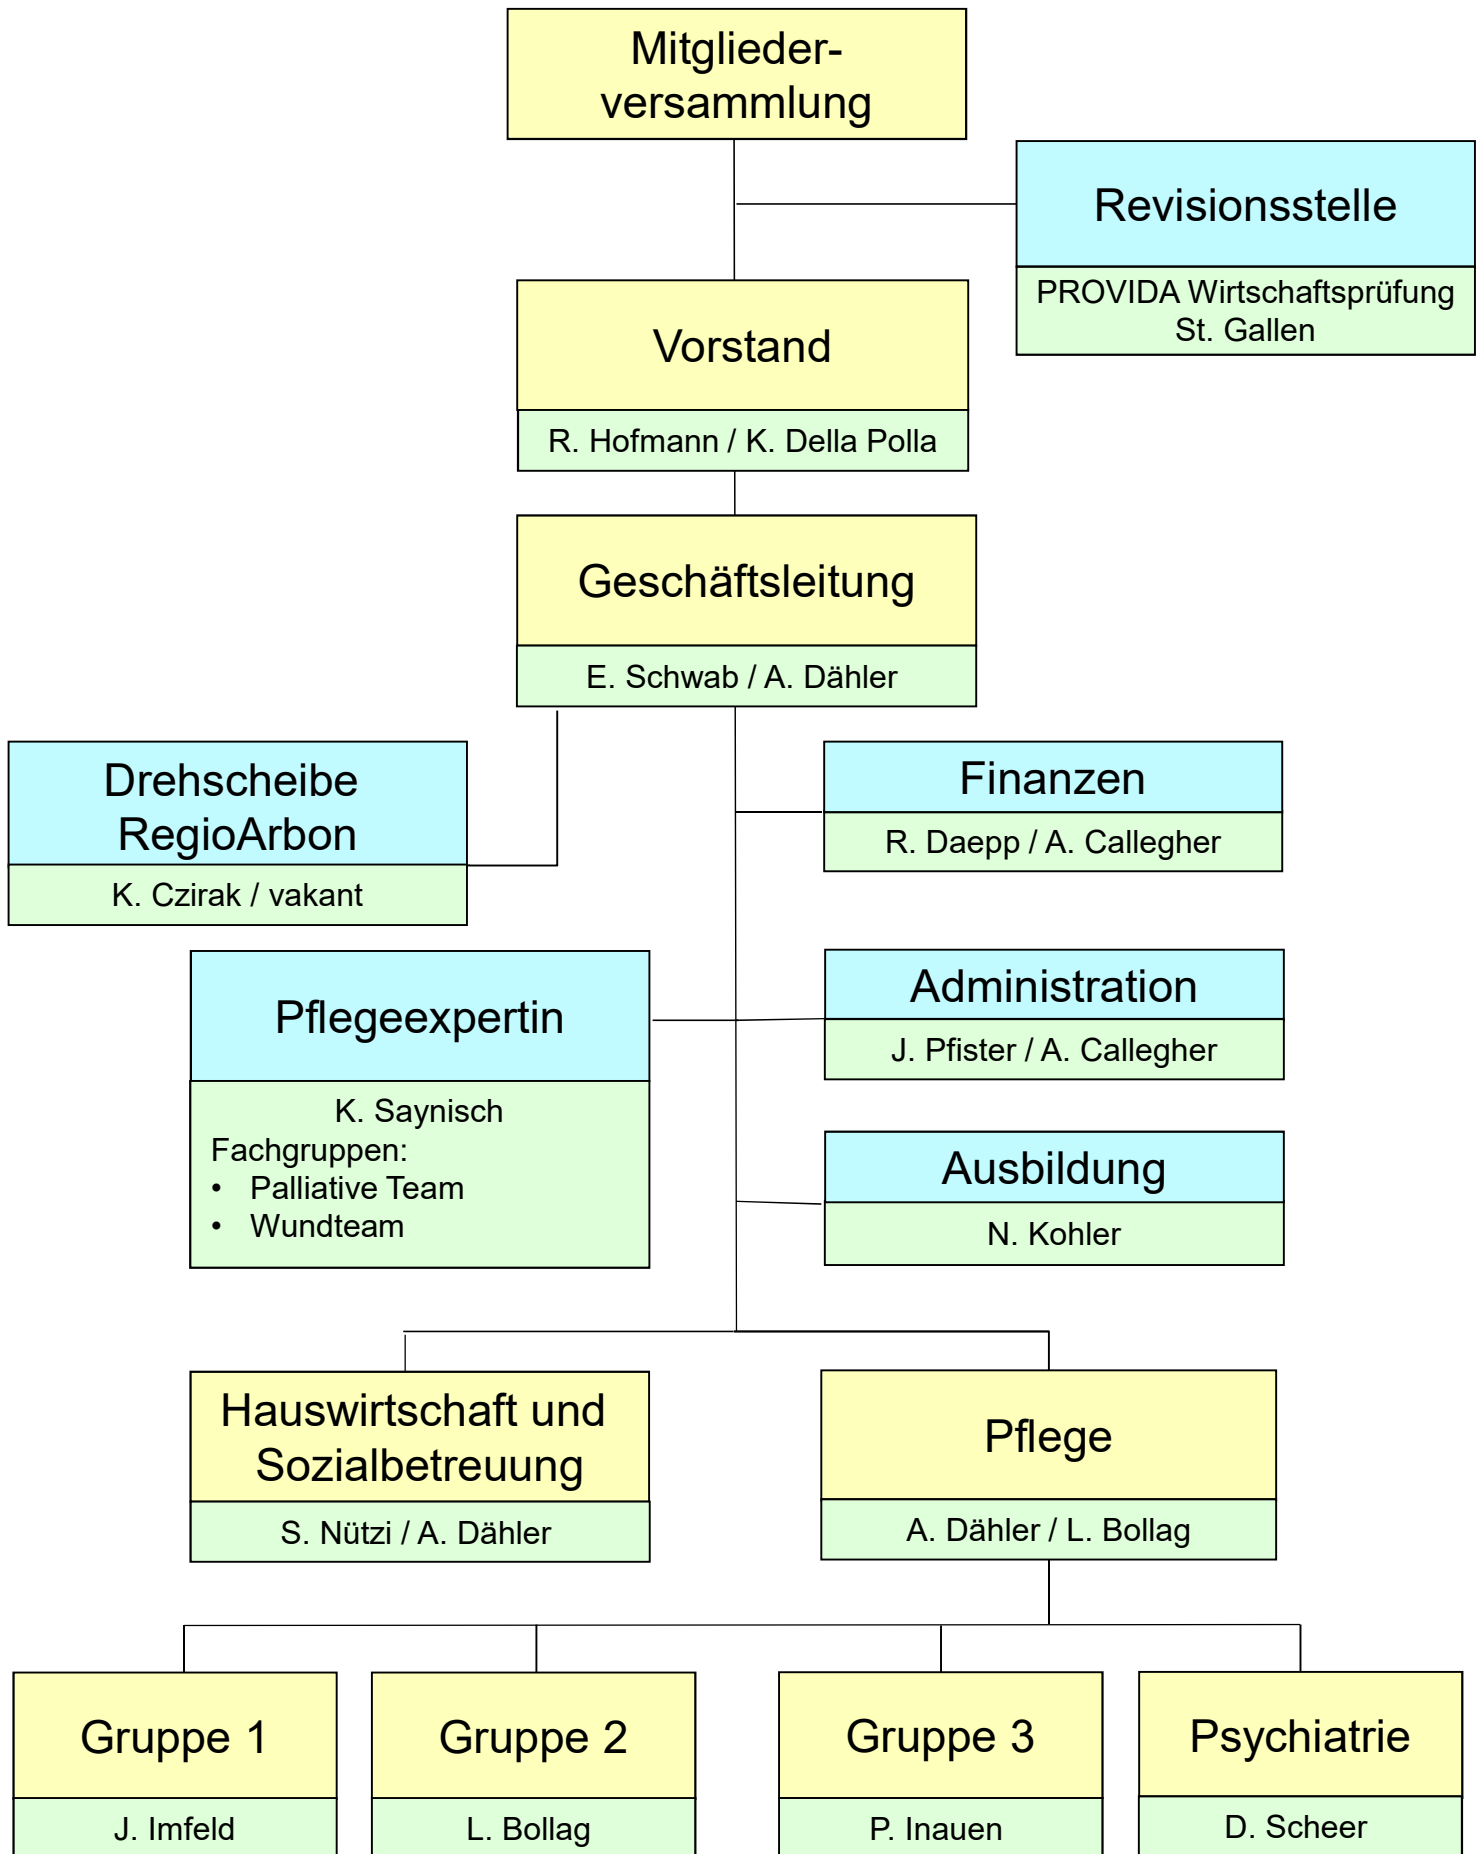 Mitglieder-
versammlung
Revisionsstelle
PROVIDA Wirtschaftsprüfung
St. Gallen
Vorstand
R. Hofmann / K. Della Polla
Geschäftsleitung
E. Schwab / A. Dähler
Drehscheibe
RegioArbon
K. Czirak / vakant
Finanzen
R. Daepp / A. Callegher
Pflegeexpertin
K. Saynisch
Fachgruppen:
• Palliative Team
• Wundteam
Administration
J. Pfister / A. Callegher
Ausbildung
N. Kohler
Hauswirtschaft und
Sozialbetreuung
S. Nützi / A. Dähler
Pflege
A. Dähler / L. Bollag
Gruppe 1
J. Imfeld
Gruppe 2
L. Bollag
Gruppe 3
P. Inauen
Psychiatrie
D. Scheer